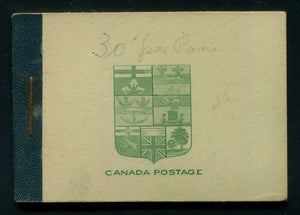 30¢ per Pane
CANADA POSTAGE